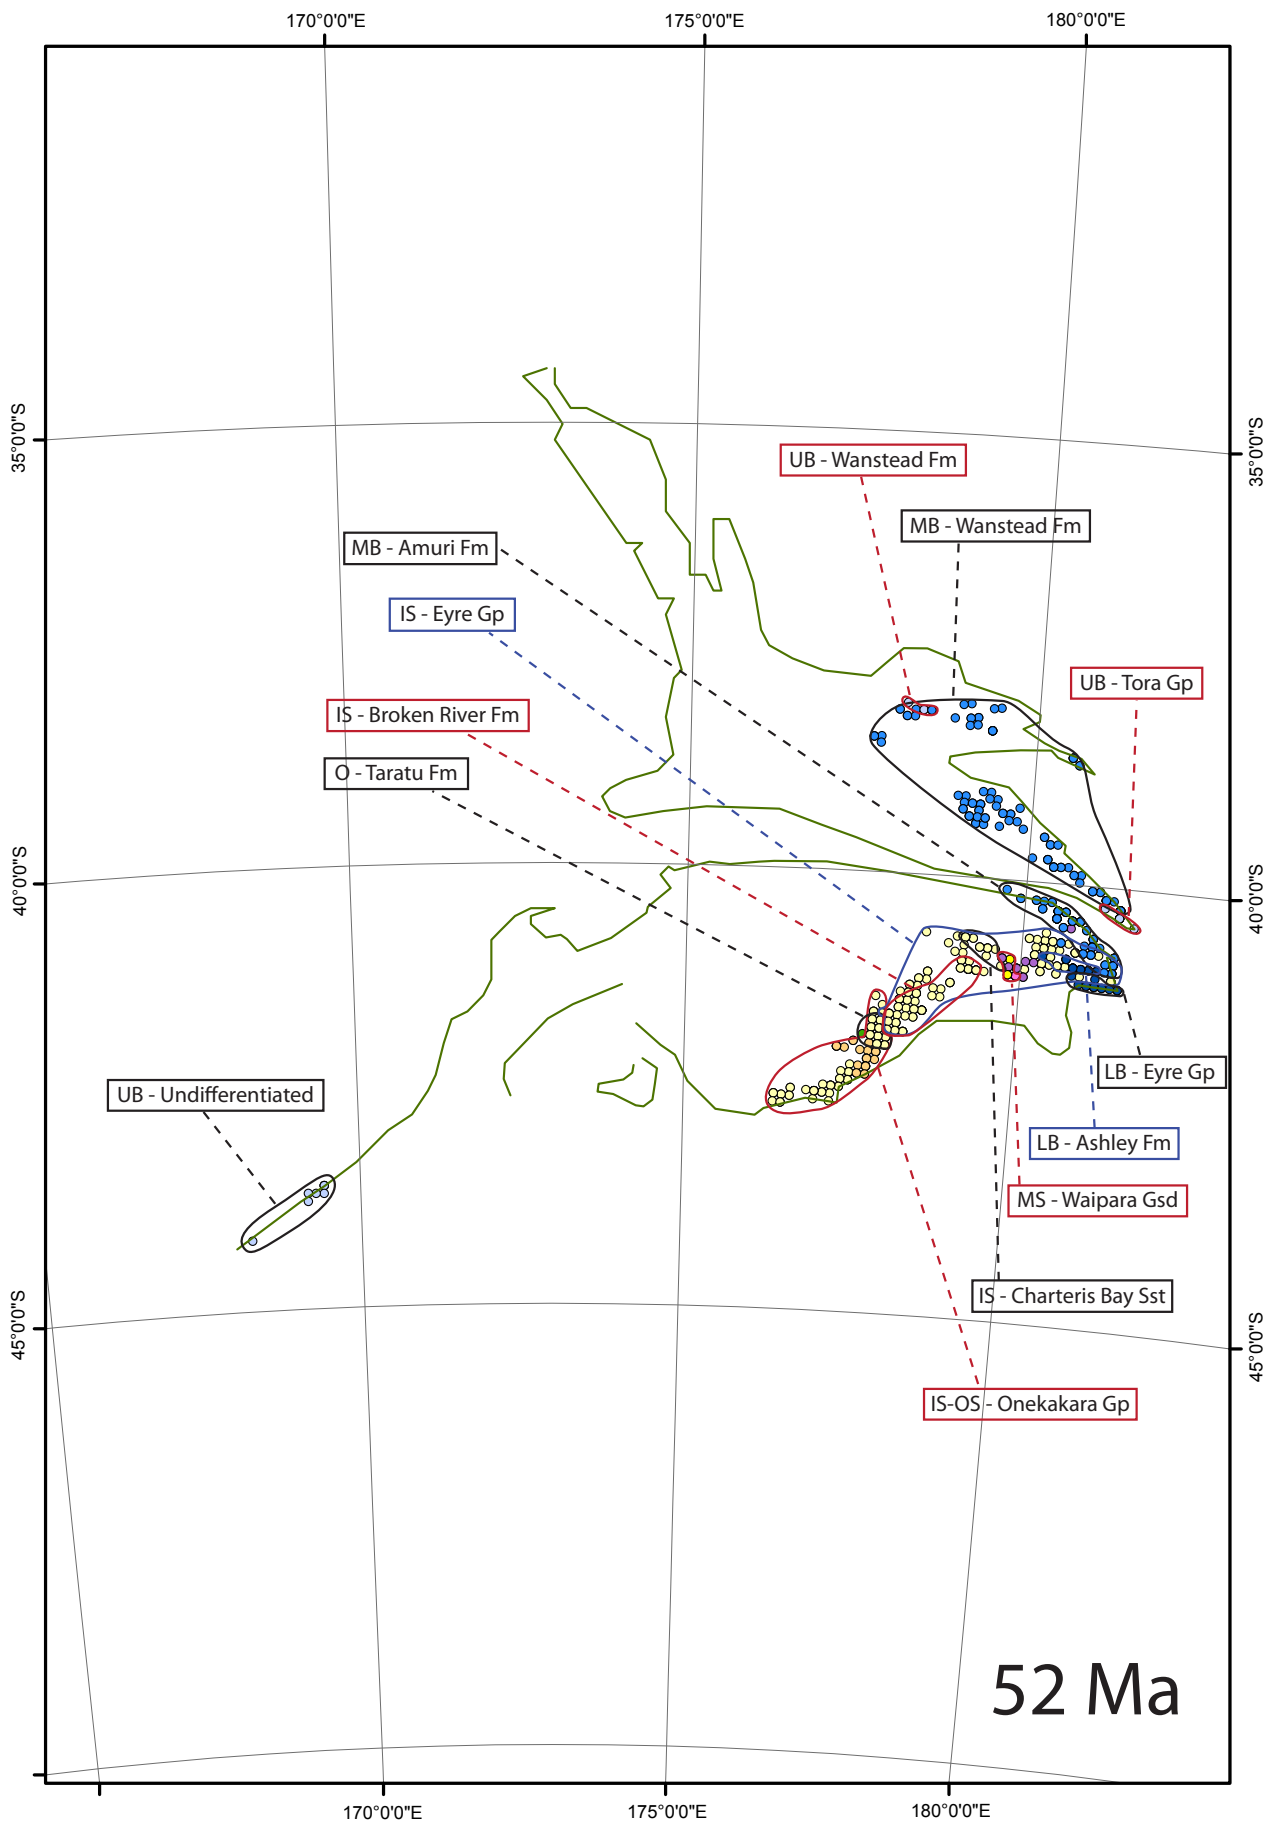 170°0'0"E
175°0'0"E
180°0'0"E
35°0'0"S
35°0'0"S
UB - Wanstead Fm
MB - Wanstead Fm
MB - Amuri Fm
IS - Eyre Gp
UB - Tora Gp
IS - Broken River Fm
O - Taratu Fm
40°0'0"S
40°0'0"S
LB - Eyre Gp
UB - Undifferentiated
LB - Ashley Fm
MS - Waipara Gsd
IS - Charteris Bay Sst
45°0'0"S
45°0'0"S
IS-OS - Onekakara Gp
52 Ma
170°0'0"E
175°0'0"E
180°0'0"E